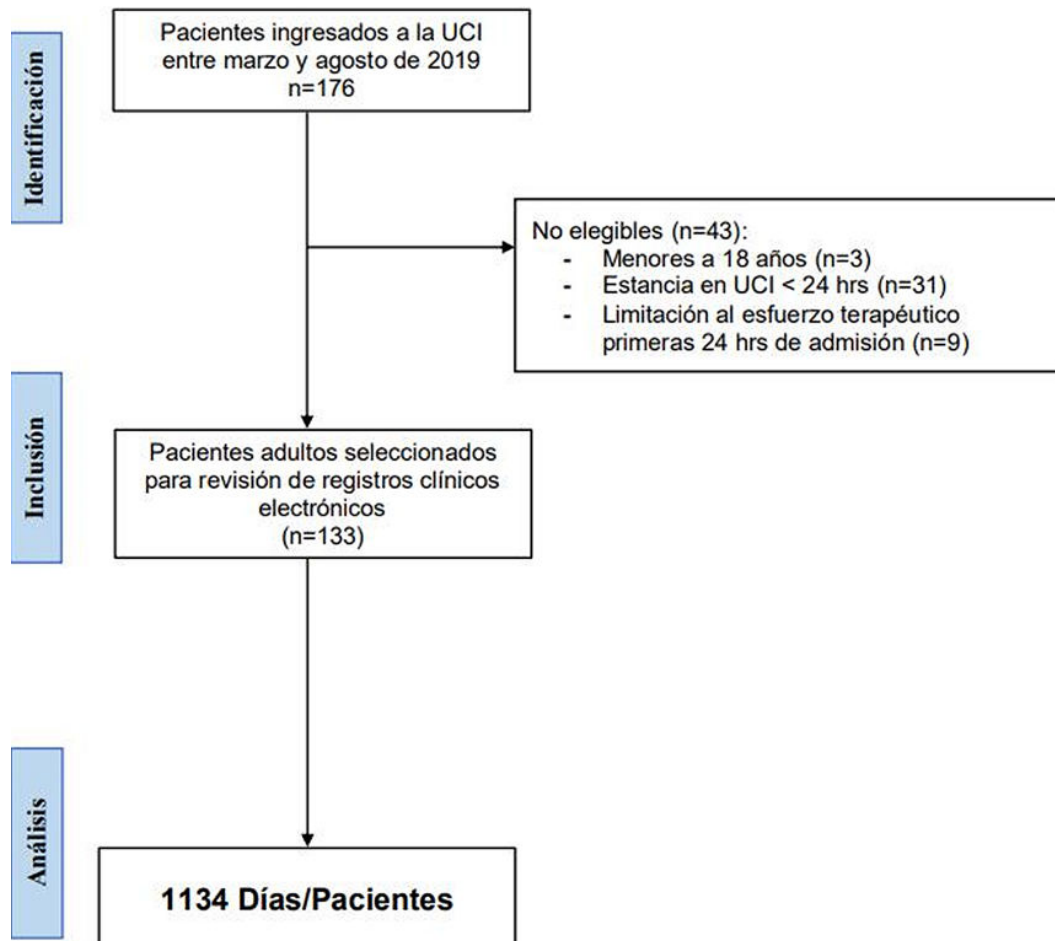 Identificación
Pacientes ingresados a la UCI
entre marzo y agosto de 2019
n=176
No elegibles (n=43):
- Menores a 18 años (n=3)
- Estancia en UCI < 24 hrs (n=31)
- Limitación al esfuerzo terapéutico
primeras 24 hrs de admisión (n=9)
Inclusión
Pacientes adultos seleccionados
para revisión de registros clínicos
electrónicos
(n=133)
Análisis
1134 Días/Pacientes